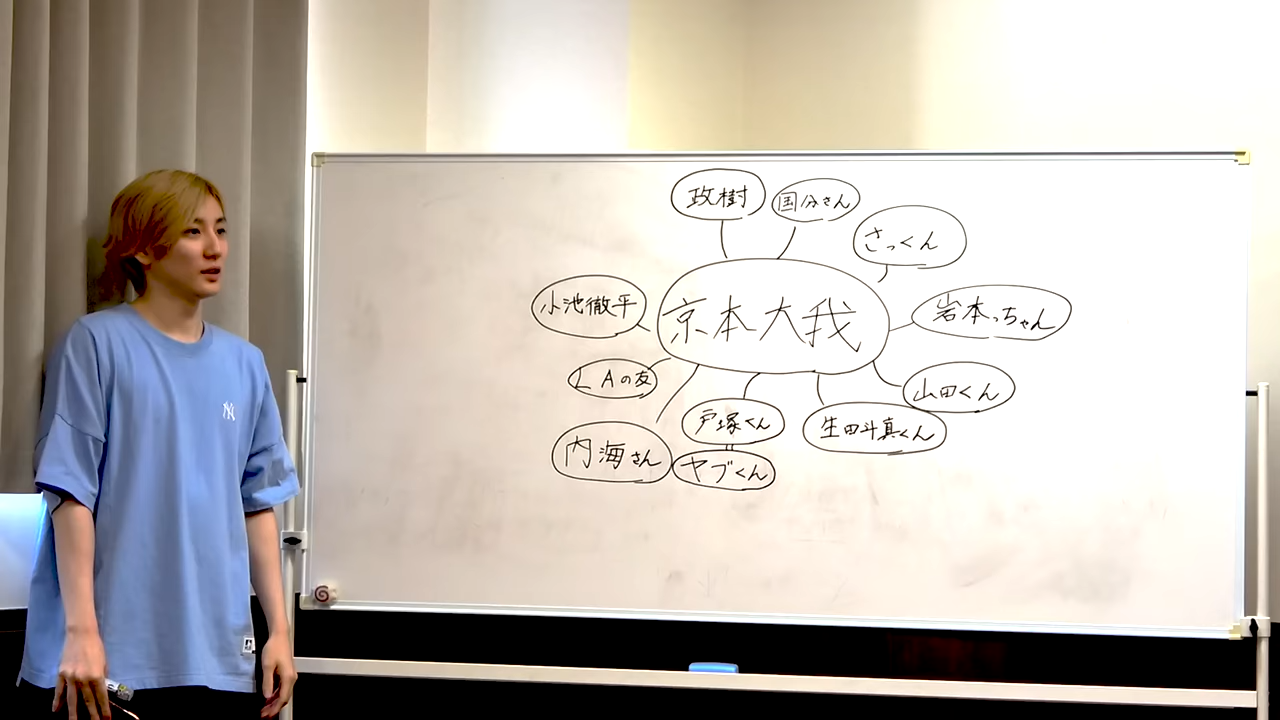 政樹
国分さん
さっくん
小池徹平
京本大我
岩本っちゃん
LAの友
山田くん
戸塚くん
生田斗真くん
内海さん
ヤブくん
NY